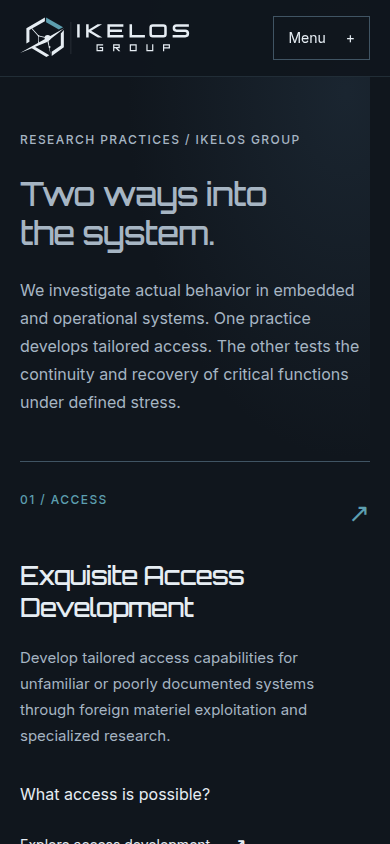 IKELOS
GROUP
Menu +
RESEARCH PRACTICES / IKELOS GROUP
Two ways into
the system.
We investigate actual behavior in embedded
and operational systems. One practice
develops tailored access. The other tests the
continuity and recovery of critical functions
under defined stress.
01 / ACCESS
↗
Exquisite Access
Development
Develop tailored access capabilities for
unfamiliar or poorly documented systems
through foreign materiel exploitation and
specialized research.
What access is possible?
Explore access development ↗